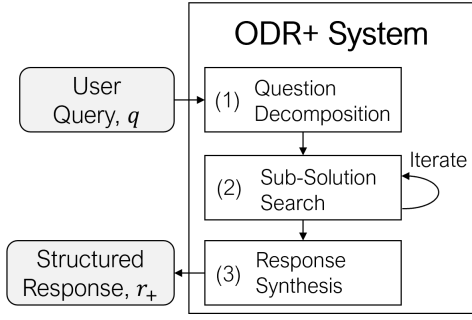 ODR+ System
User
Query, q
(1) Question
Decomposition
Iterate
(2) Sub-Solution
Search
Structured
Response, r₊
(3) Response
Synthesis